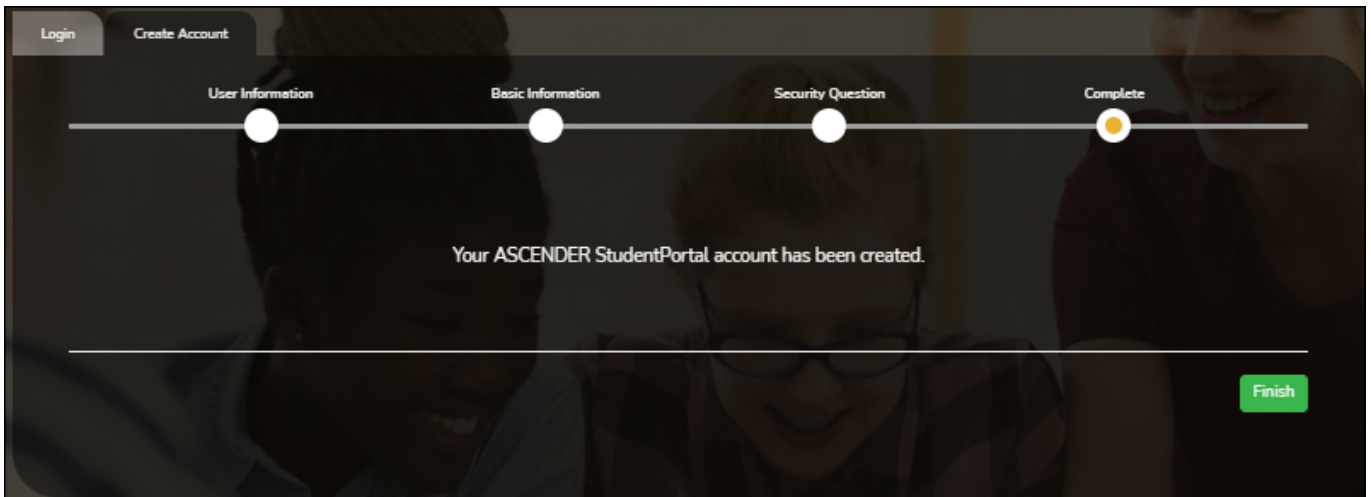 Login Create Account
User Information Basic Information Security Question Complete
Your ASCENDER StudentPortal account has been created.
Finish